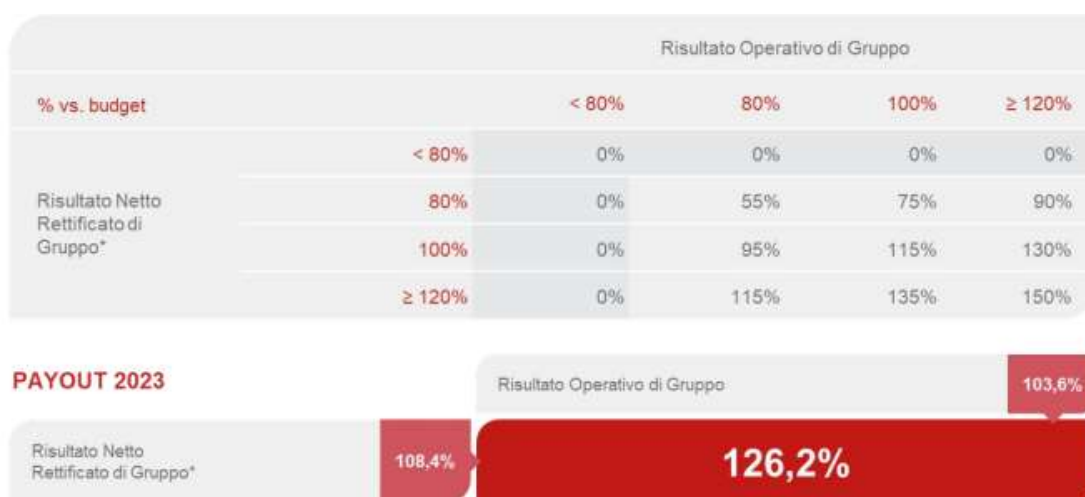 Risultato Operativo di Gruppo
% vs. budget < 80% 80% 100% ≥ 120%
< 80% 0% 0% 0% 0%
Risultato Netto
Rettificato di
Gruppo*
80% 0% 55% 75% 90%
100% 0% 95% 115% 130%
≥ 120% 0% 115% 135% 150%
PAYOUT 2023
Risultato Operativo di Gruppo 103,6%
Risultato Netto
Rettificato di Gruppo*
108,4%
126,2%